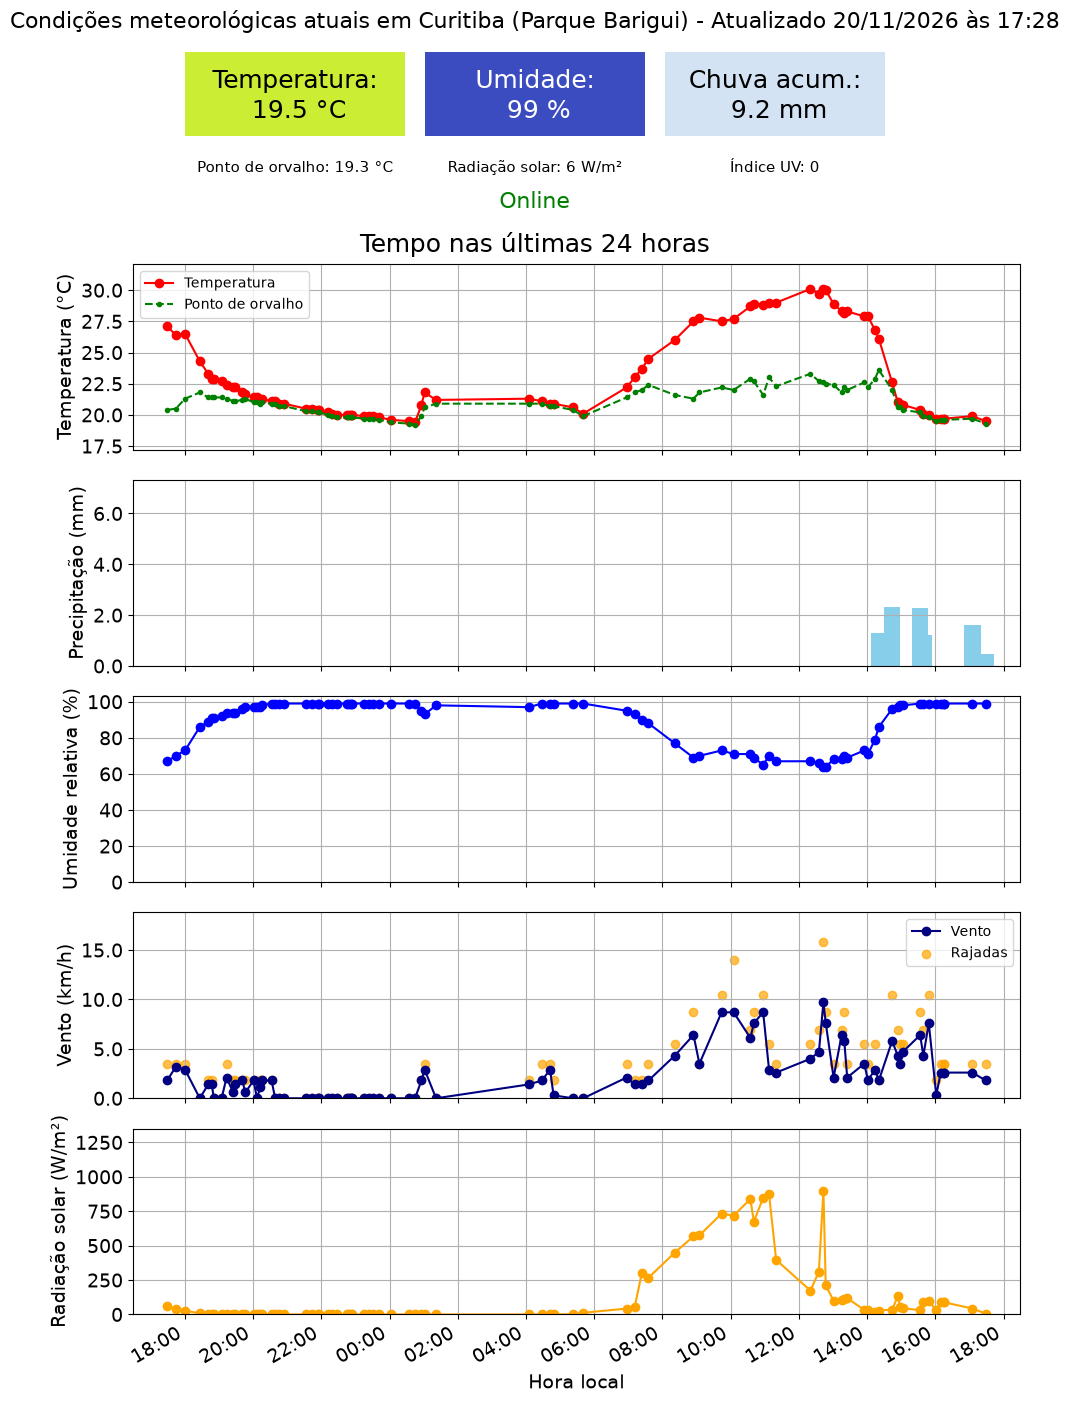 Condições meteorológicas atuais em Curitiba (Parque Barigui) - Atualizado 20/11/2026 às 17:28
Temperatura:
19.5 °C
Umidade:
99 %
Chuva acum.:
9.2 mm
Ponto de orvalho: 19.3 °C
Radiação solar: 6 W/m²
Índice UV: 0
Online
Tempo nas últimas 24 horas
Temperatura (°C)
30.0
27.5
25.0
22.5
20.0
17.5
Temperatura
Ponto de orvalho
Precipitação (mm)
6.0
4.0
2.0
0.0
Umidade relativa (%)
100
80
60
40
20
0
Vento (km/h)
15.0
10.0
5.0
0.0
Vento
Rajadas
Radiação solar (W/m²)
1250
1000
750
500
250
0
18:00
20:00
22:00
00:00
02:00
04:00
06:00
08:00
10:00
12:00
14:00
16:00
18:00
Hora local